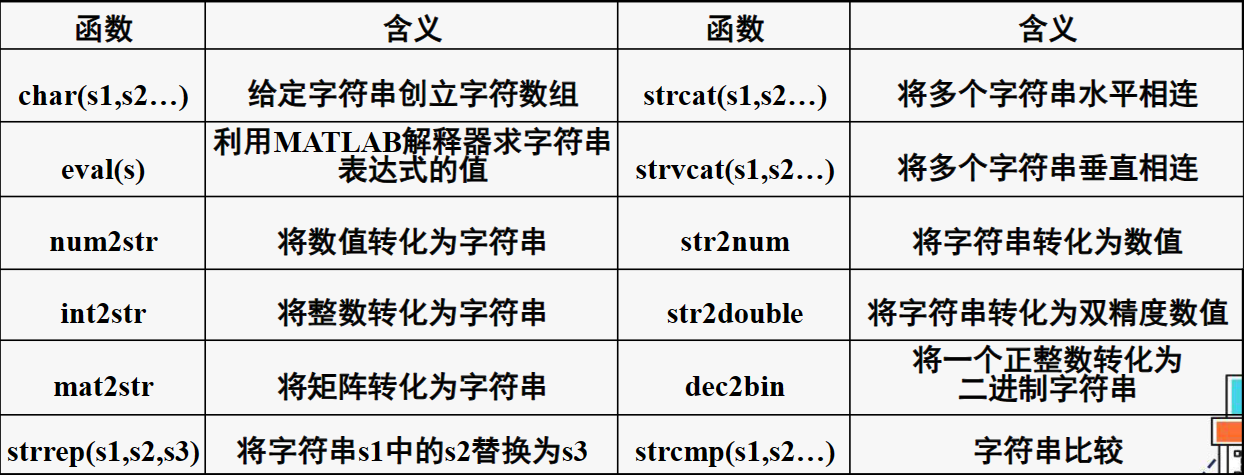 函数 含义 函数 含义
char(s1,s2…) 给定字符串创立字符数组 strcat(s1,s2…) 将多个字符串水平相连
eval(s) 利用MATLAB解释器求字符串
表达式的值 strvcat(s1,s2…) 将多个字符串垂直相连
num2str 将数值转化为字符串 str2num 将字符串转化为数值
int2str 将整数转化为字符串 str2double 将字符串转化为双精度数值
mat2str 将矩阵转化为字符串 dec2bin 将一个正整数转化为
二进制字符串
strrep(s1,s2,s3) 将字符串s1中的s2替换为s3 strcmp(s1,s2…) 字符串比较